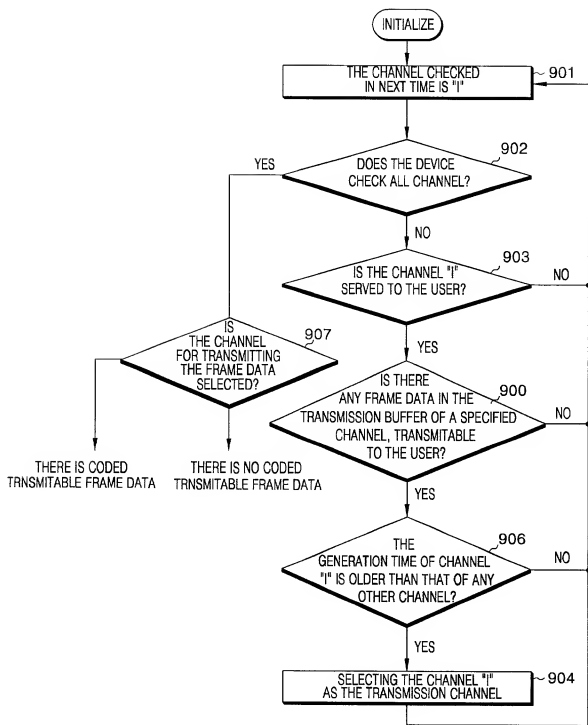 INITIALIZE
THE CHANNEL CHECKED
IN NEXT TIME IS "I"
901
902
YES
DOES THE DEVICE
CHECK ALL CHANNEL?
NO
903
IS THE CHANNEL "I"
SERVED TO THE USER?
NO
YES
IS
THE CHANNEL
FOR TRANSMITTING
THE FRAME DATA
SELECTED?
907
THERE IS CODED
TRNSMITABLE FRAME DATA
THERE IS NO CODED
TRNSMITABLE FRAME DATA
IS THERE
ANY FRAME DATA IN THE
TRANSMISSION BUFFER OF A SPECIFIED
CHANNEL, TRANSMITABLE
TO THE USER?
900
NO
YES
906
THE
GENERATION TIME OF CHANNEL
"I" IS OLDER THAN THAT OF ANY
OTHER CHANNEL?
NO
YES
SELECTING THE CHANNEL "I"
AS THE TRANSMISSION CHANNEL
904